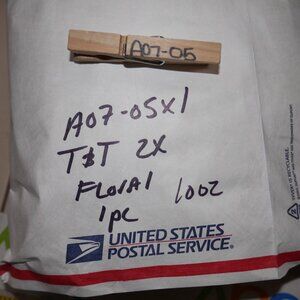 A07-05
A07-05x1
T&T 2X
FLORAL 10oz
1pc
UNITED STATES
POSTAL SERVICE®